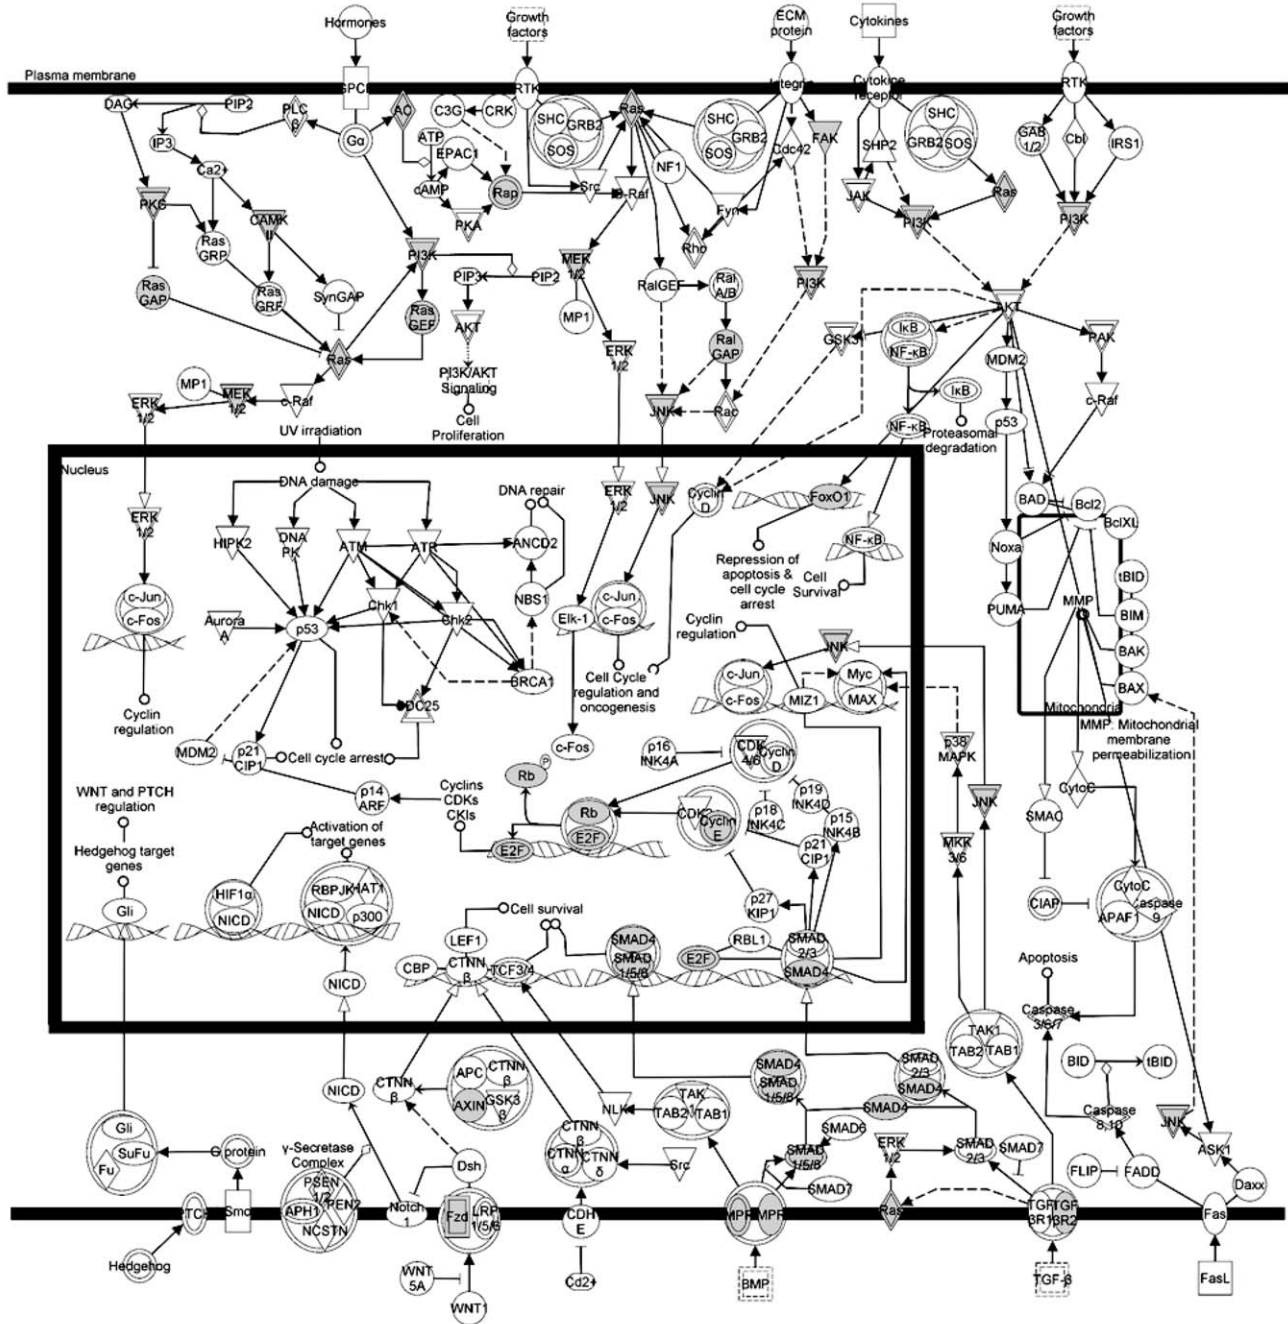 Hormones
Growth
factors
ECM
protein
Cytokines
Growth
factors
Plasma membrane
GPCR
RTK
Integrin
Cytokine
receptor
RTK
DAG
PIP2
PLC
β
AC
C3G
CRK
SHC
GRB2
SOS
Ras
SHC
GRB2
SOS
Cdc42
FAK
SHP2
SHC
GRB2
SOS
GAB
1/2
Cbl
IRS1
IP3
Gα
ATP
EPAC1
cAMP
Rap
Src
B-Raf
NF1
Ca2+
PKC
CAMK
II
PKA
Fyn
JAK
Ras
PI3K
PI3K
Ras
GRP
PI3K
Rho
MEK
1/2
Ras
GAP
Ras
GRF
SynGAP
PIP3
PIP2
RalGEF
Ral
A/B
PI3K
Ras
GEF
AKT
MP1
AKT
GSK3
IκB
NF-κB
MDM2
PAK
Ras
ERK
1/2
Ral
GAP
PI3K/AKT
Signaling
MP1
MEK
1/2
c-Raf
ERK
1/2
Cell
Proliferation
JNK
Rac
IκB
c-Raf
NF-κB
Proteasomal
degradation
p53
UV irradiation
Nucleus
DNA damage
DNA repair
ERK
1/2
JNK
Cyclin
D
FoxO1
BAD
Bcl2
BclXL
ERK
1/2
HIPK2
DNA
PK
ATM
ATR
FANCD2
NF-κB
Noxa
Repression of
apoptosis &
cell cycle
arrest
Cell
Survival
tBID
c-Jun
c-Fos
Aurora
A
p53
Chk1
Chk2
NBS1
Elk-1
c-Jun
c-Fos
PUMA
MMP
BIM
Cyclin
regulation
JNK
BAK
BRCA1
Cell Cycle
regulation and
oncogenesis
c-Jun
c-Fos
MIZ1
Myc
MAX
BAX
Cyclin
regulation
CDC25
Mitochondria
MMP: Mitochondrial
membrane
permeabilization
MDM2
p21
CIP1
Cell cycle arrest
c-Fos
p16
INK4A
CDK
4/6
Cyclin
D
p38
MAPK
Rb
P
p14
ARF
Cyclins
CDKs
CKIs
p19
INK4D
p18
INK4C
p15
INK4B
JNK
CytoC
SMAC
WNT and PTCH
regulation
Rb
E2F
CDK2
Cyclin
E
p21
CIP1
MKK
3/6
Activation of
target genes
E2F
Hedgehog target
genes
HIF1α
NICD
RBPJK
HAT1
NICD
p300
p27
KIP1
CIAP
CytoC
APAF1
Caspase
9
Gli
Cell survival
LEF1
SMAD4
SMAD
1/5/8
RBL1
E2F
SMAD
2/3
SMAD4
CBP
CTNN
β
TCF3/4
Apoptosis
NICD
Caspase
3/6/7
TAK1
TAB2
TAB1
NICD
CTNN
β
APC
CTNN
β
AXIN
GSK3
β
SMAD4
SMAD
1/5/8
SMAD
2/3
SMAD4
BID
tBID
NLK
TAK
1
TAB2
TAB1
SMAD4
Caspase
8,10
JNK
Gli
SuFu
Fu
G protein
γ-Secretase
Complex
PSEN
1/2
PEN2
APH1
NCSTN
Dsh
CTNN
β
CTNN
α
CTNN
δ
Src
SMAD6
SMAD
1/5/8
SMAD7
ERK
1/2
SMAD
2/3
SMAD7
FLIP
FADD
ASK1
Daxx
PTCH
Smo
Notch
1
Fzd
LRP
1/5/6
CDH
E
BMPR
BMPR
Ras
TGF
βR1
TGF
βR2
Fas
Hedgehog
WNT
5A
WNT1
Cd2+
BMP
TGF-β
FasL